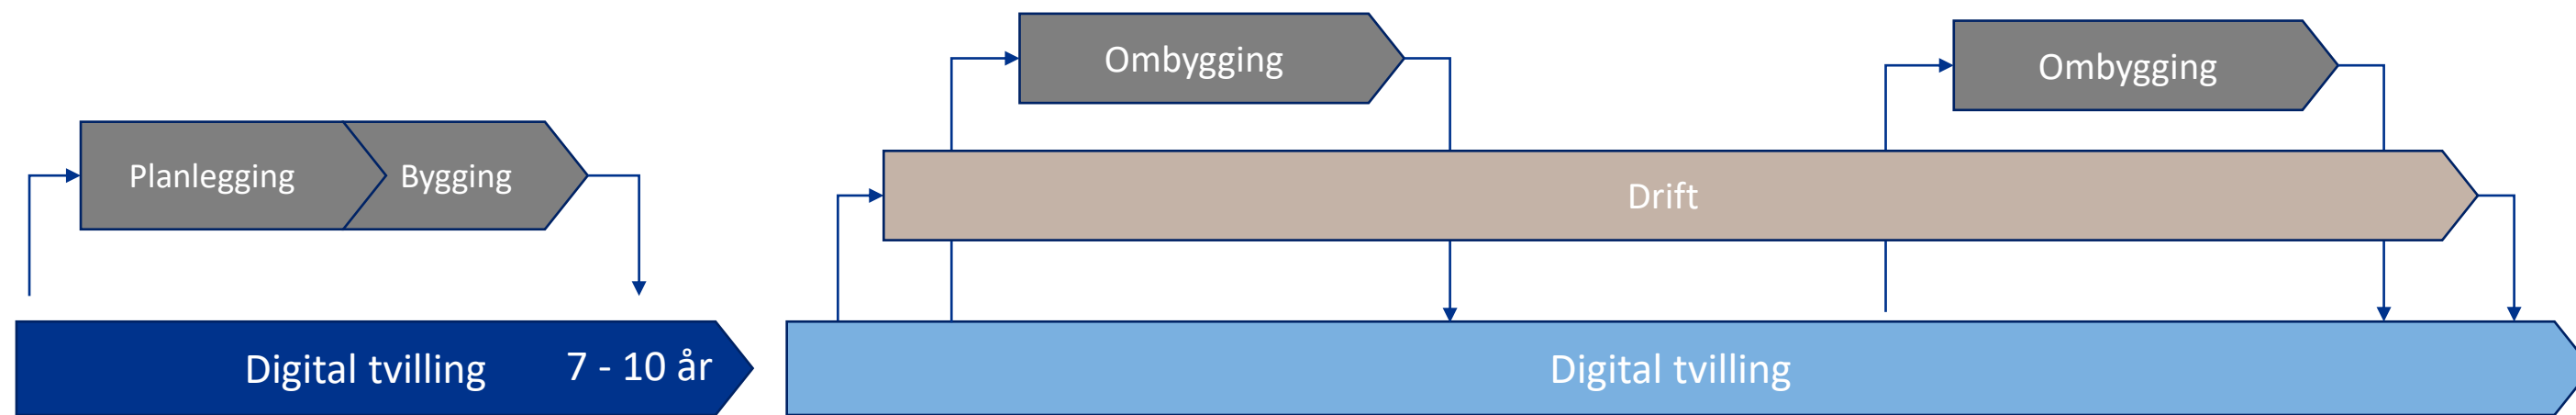 Ombygging
Ombygging
Planlegging
Bygging
Drift
Digital tvilling
7 - 10 år
Digital tvilling